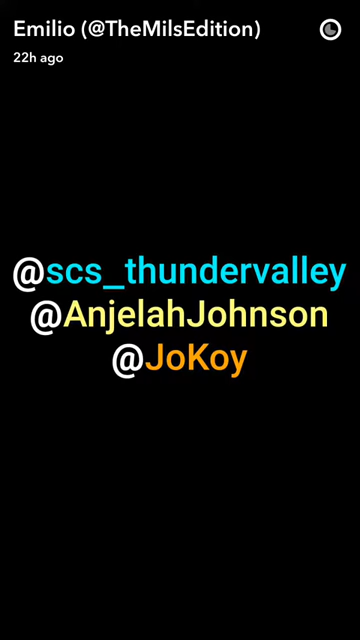 Emilio (@TheMilsEdition)
22h ago
@scs_thundervalley
@AnjelahJohnson
@JoKoy